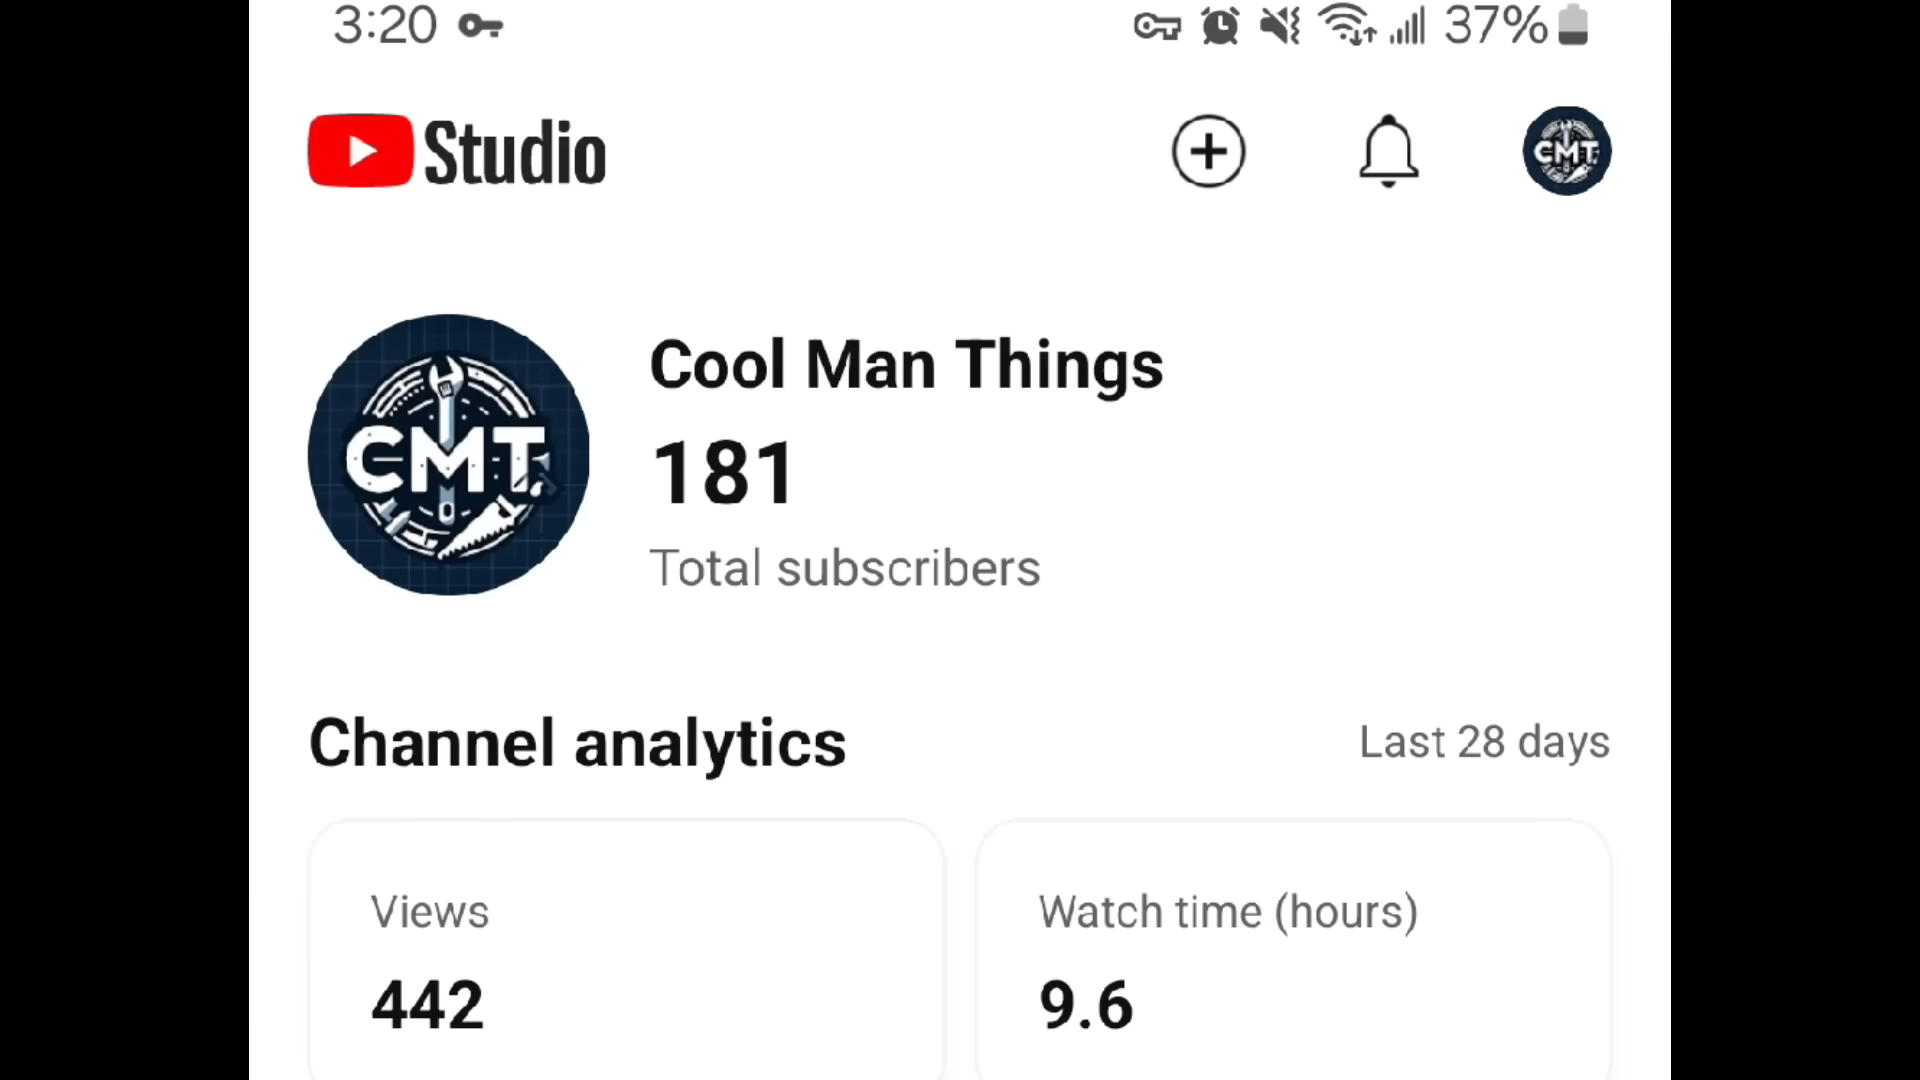 3:20 37%
Studio CMT
CMT
Cool Man Things
181
Total subscribers
Channel analytics Last 28 days
Views Watch time (hours)
442 9.6